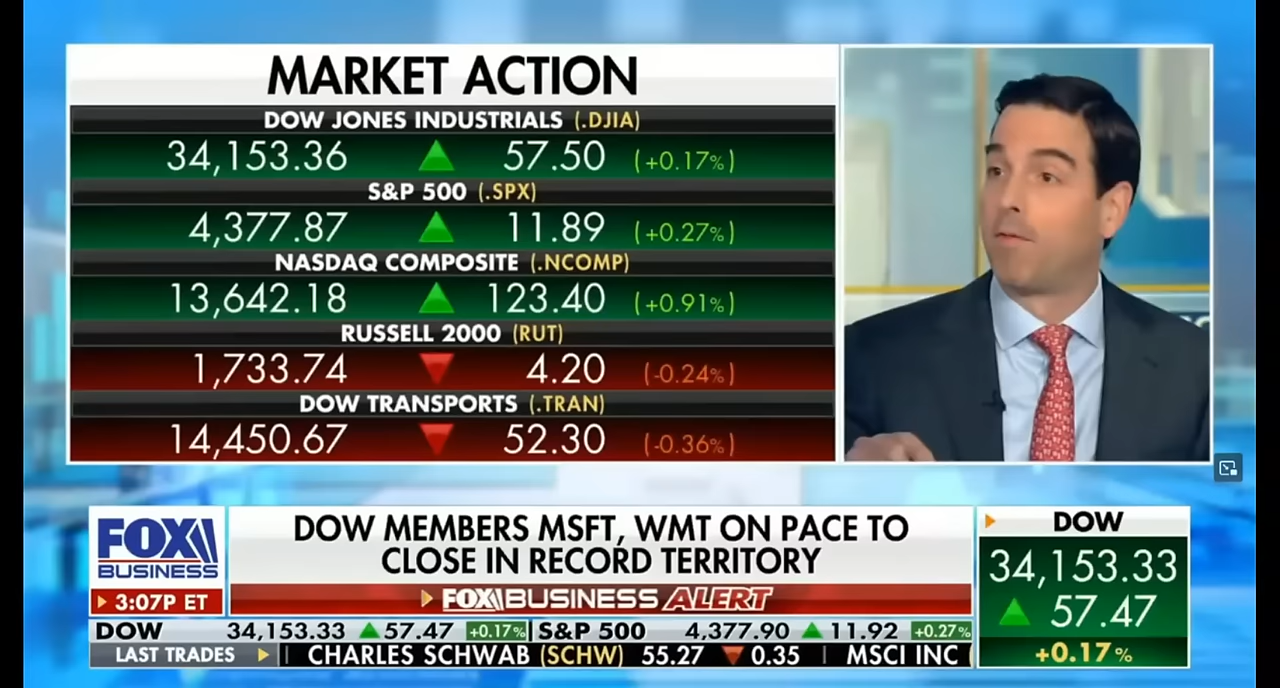 MARKET ACTION
DOW JONES INDUSTRIALS (.DJIA)
34,153.36 ▲ 57.50 (+0.17%)
S&P 500 (.SPX)
4,377.87 ▲ 11.89 (+0.27%)
NASDAQ COMPOSITE (.NCOMP)
13,642.18 ▲ 123.40 (+0.91%)
RUSSELL 2000 (RUT)
1,733.74 ▼ 4.20 (-0.24%)
DOW TRANSPORTS (.TRAN)
14,450.67 ▼ 52.30 (-0.36%)
FOX BUSINESS
3:07P ET
DOW MEMBERS MSFT, WMT ON PACE TO
CLOSE IN RECORD TERRITORY
FOX BUSINESS ALERT
DOW
34,153.33
▲ 57.47
+0.17%
DOW 34,153.33 ▲ 57.47 +0.17% S&P 500 4,377.90 ▲ 11.92 +0.27%
LAST TRADES CHARLES SCHWAB (SCHW) 55.27 ▼ 0.35 | MSCI INC (